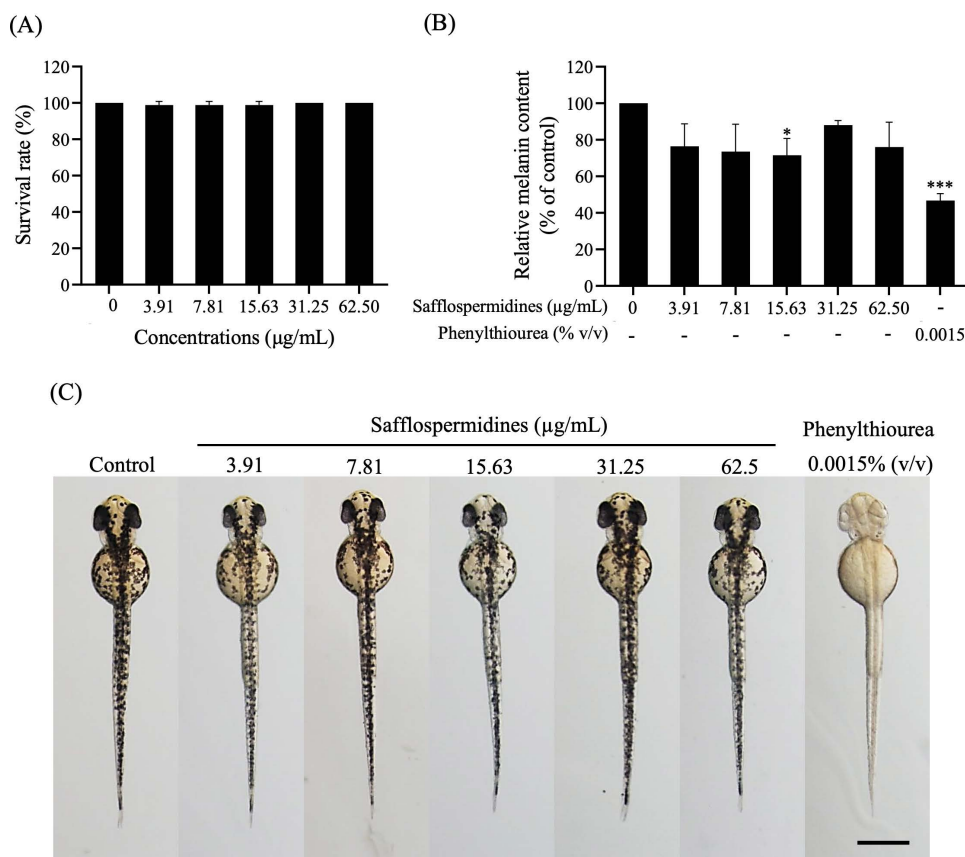 (A)
Survival rate (%)
120
100
80
60
40
20
0
0 3.91 7.81 15.63 31.25 62.50
Concentrations (µg/mL)
(B)
Relative melanin content
(% of control)
120
100
80
60
40
20
0
*
***
Safflospermidines (µg/mL) 0 3.91 7.81 15.63 31.25 62.50 -
Phenylthiourea (% v/v) - - - - - - 0.0015
(C)
Safflospermidines (µg/mL) Phenylthiourea
Control 3.91 7.81 15.63 31.25 62.5 0.0015% (v/v)